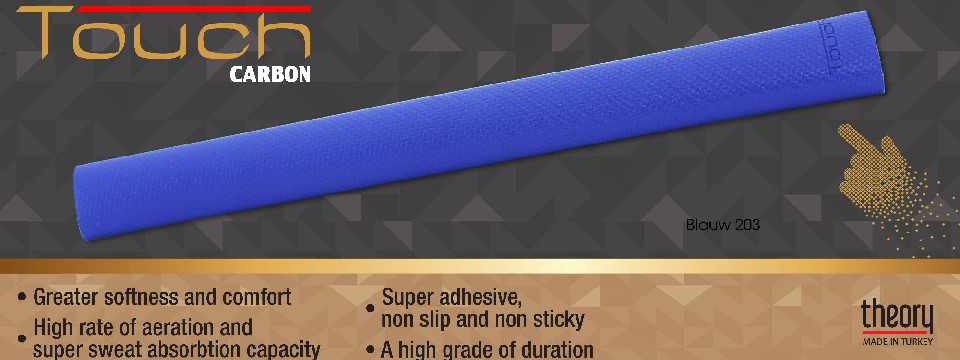 Touch
CARBON
Touch
Blauw 203
• Greater softness and comfort
• High rate of aeration and
super sweat absorbtion capacity
• Super adhesive,
non slip and non sticky
• A high grade of duration
theory
MADE IN TURKEY